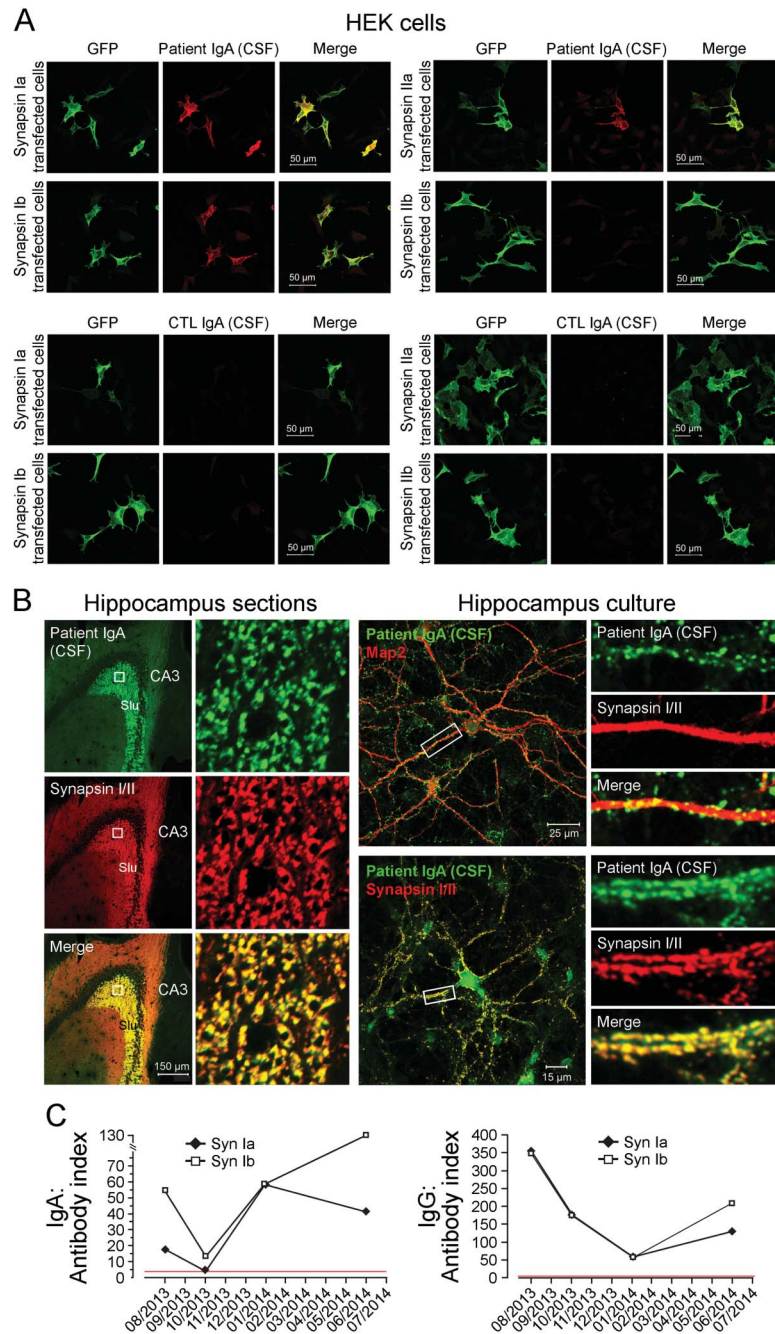 A
HEK cells
GFP
Patient IgA (CSF)
Merge
Synapsin Ia
transfected cells
50 µm
Synapsin Ib
transfected cells
50 µm
GFP
Patient IgA (CSF)
Merge
Synapsin IIa
transfected cells
50 µm
Synapsin IIb
transfected cells
50 µm
GFP
CTL IgA (CSF)
Merge
Synapsin Ia
transfected cells
50 µm
Synapsin Ib
transfected cells
50 µm
GFP
CTL IgA (CSF)
Merge
Synapsin IIa
transfected cells
50 µm
Synapsin IIb
transfected cells
50 µm
B
Hippocampus sections
Patient IgA
(CSF)
CA3
Slu
Synapsin I/II
CA3
Slu
Merge
CA3
Slu
150 µm
Hippocampus culture
Patient IgA (CSF)
Map2
25 µm
Patient IgA (CSF)
Synapsin I/II
Merge
Patient IgA (CSF)
Synapsin I/II
15 µm
Patient IgA (CSF)
Synapsin I/II
Merge
C
IgA:
Antibody index
130
70
60
50
40
30
20
10
0
Syn Ia
Syn Ib
08/2013
09/2013
10/2013
11/2013
12/2013
01/2014
02/2014
03/2014
04/2014
05/2014
06/2014
07/2014
IgG:
Antibody index
400
350
300
250
200
150
100
50
0
Syn Ia
Syn Ib
08/2013
09/2013
10/2013
11/2013
12/2013
01/2014
02/2014
03/2014
04/2014
05/2014
06/2014
07/2014